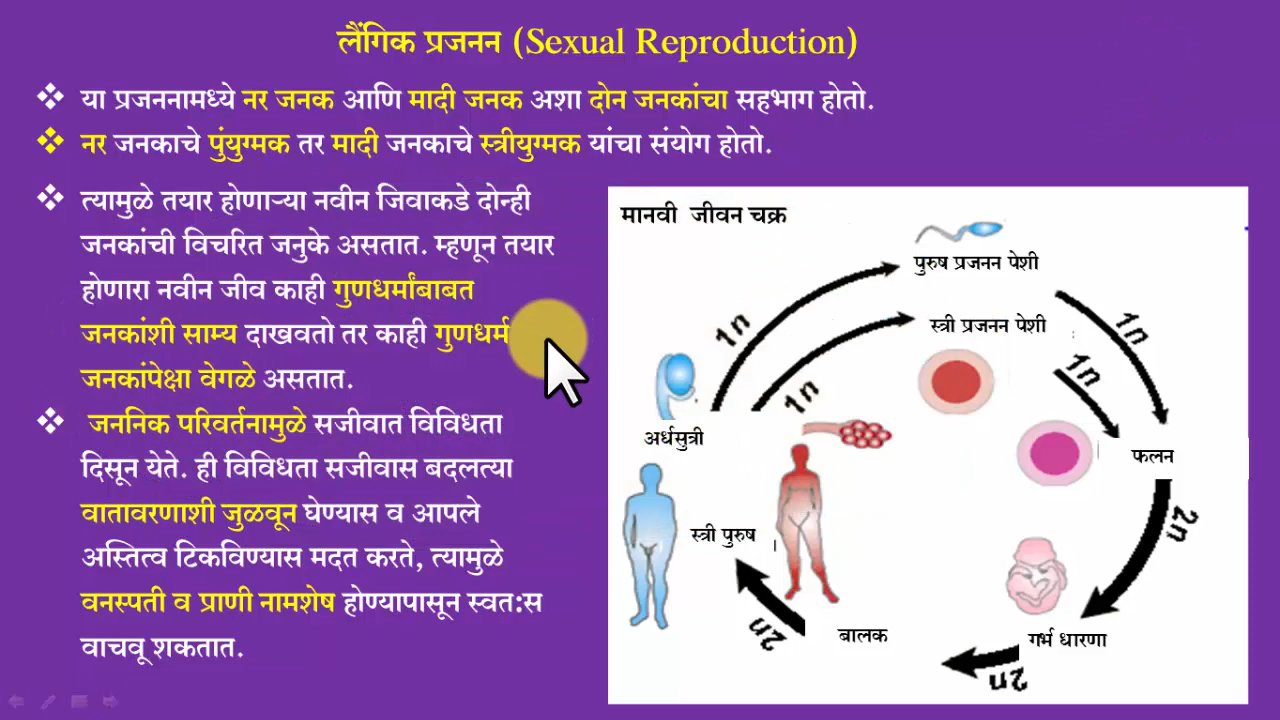 लैंगिक प्रजनन (Sexual Reproduction)
❖ या प्रजननामध्ये नर जनक आणि मादी जनक अशा दोन जनकांचा सहभाग होतो.
❖ नर जनकाचे पुंयुग्मक तर मादी जनकाचे स्त्रीयुग्मक यांचा संयोग होतो.
❖ त्यामुळे तयार होणाऱ्या नवीन जिवाकडे दोन्ही
जनकांची विचरित जनुके असतात. म्हणून तयार
होणारा नवीन जीव काही गुणधर्मांबाबत
जनकांशी साम्य दाखवतो तर काही गुणधर्म
जनकांपेक्षा वेगळे असतात.
❖ जननिक परिवर्तनामुळे सजीवात विविधता
दिसून येते. ही विविधता सजीवास बदलत्या
वातावरणाशी जुळवून घेण्यास व आपले
अस्तित्व टिकविण्यास मदत करते, त्यामुळे
वनस्पती व प्राणी नामशेष होण्यापासून स्वत:स
वाचवू शकतात.
मानवी जीवन चक्र
पुरुष प्रजनन पेशी
स्त्री प्रजनन पेशी
1n
1n
1n
1n
अर्धसुत्री
फलन
2n
स्त्री पुरुष
बालक
गर्भ धारणा
2n
2n